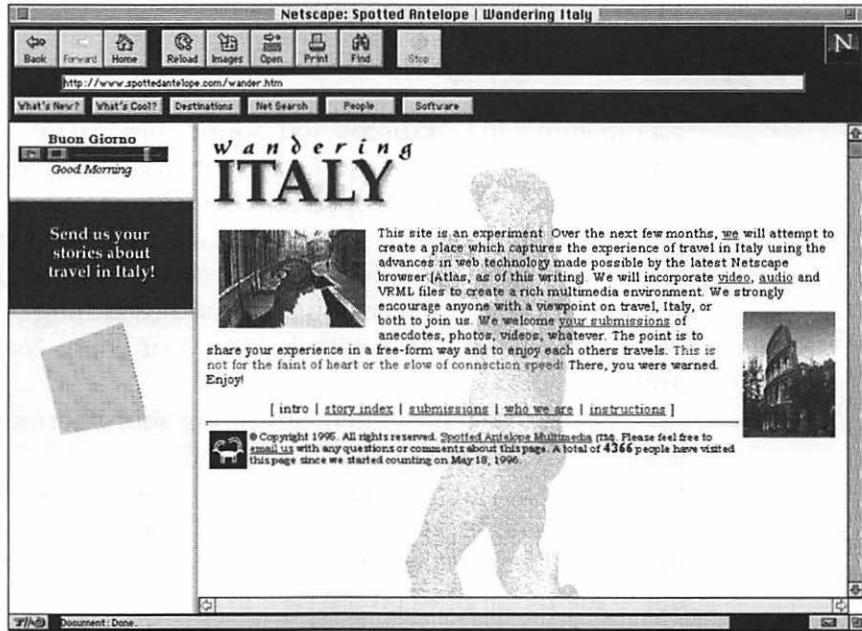 Netscape: Spotted Antelope | Wandering Italy
Back Forward Home Reload Images Open Print Find Stop
N
http://www.spottedantelope.com/wander.htm
What's New? What's Cool? Destinations Net Search People Software
Buon Giorno
Good Morning
Send us your
stories about
travel in Italy!
wandering
ITALY
This site is an experiment. Over the next few months, we will attempt to
create a place which captures the experience of travel in Italy using the
advances in web technology made possible by the latest Netscape
browser (Atlas, as of this writing). We will incorporate video, audio and
VRML files to create a rich multimedia environment. We strongly
encourage anyone with a viewpoint on travel, Italy, or
both to join us. We welcome your submissions of
anecdotes, photos, videos, whatever. The point is to
share your experience in a free-form way and to enjoy each others travels. This is
not for the faint of heart or the slow of connection speed! There, you were warned.
Enjoy!
[ intro | story index | submissions | who we are | instructions ]
© Copyright 1995. All rights reserved. Spotted Antelope Multimedia (TM). Please feel free to
email us with any questions or comments about this page. A total of 4366 people have visited
this page since we started counting on May 18, 1996.
Document: Done.